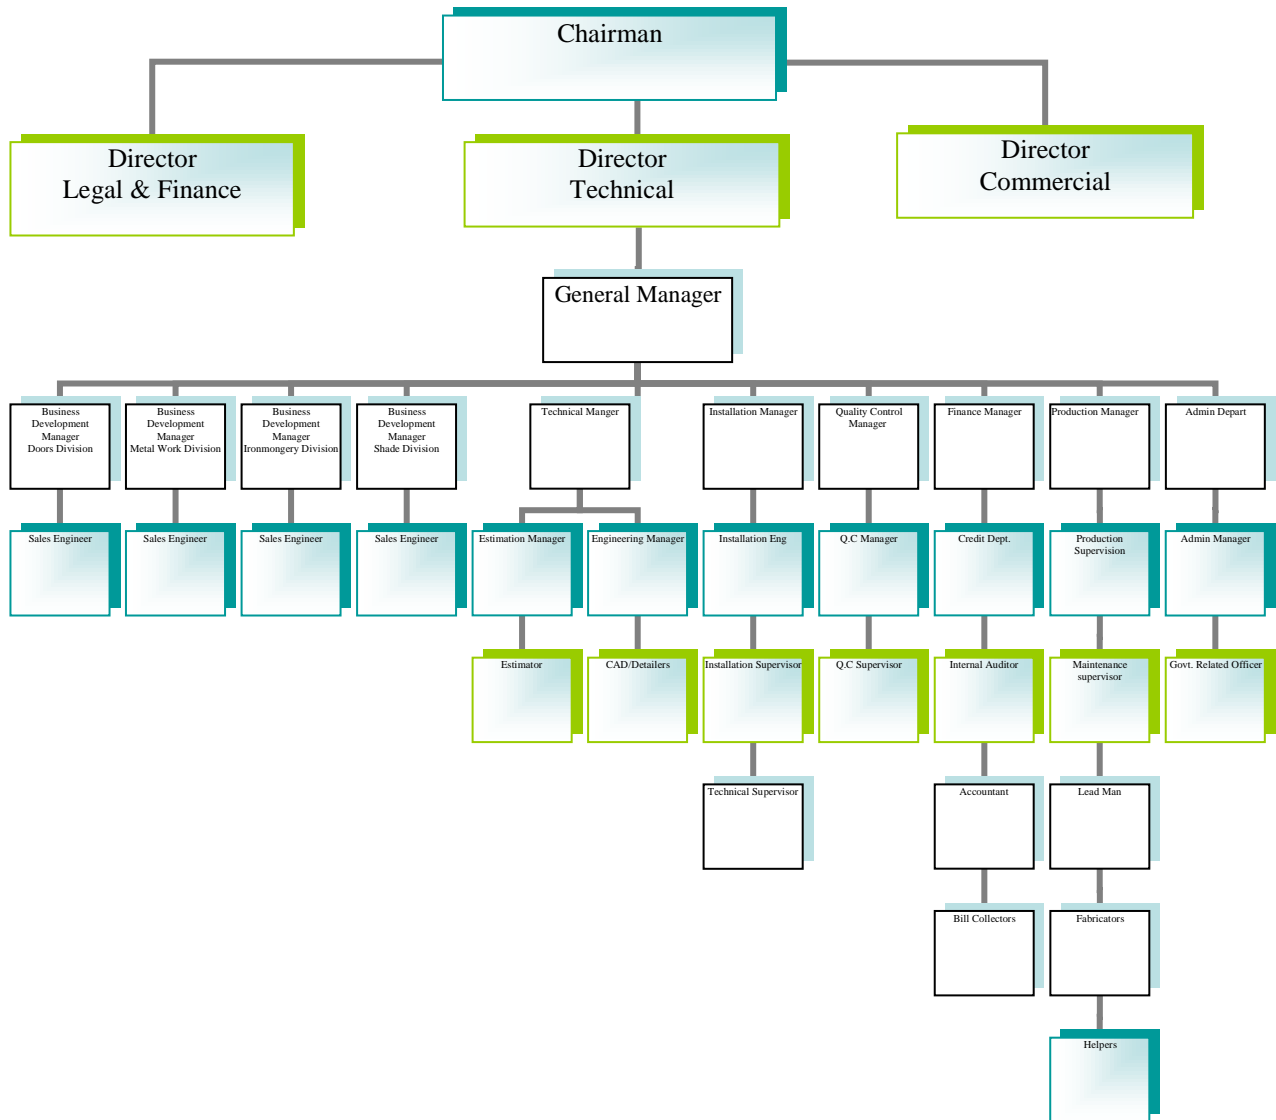 Chairman
Director
Legal & Finance
Director
Technical
Director
Commercial
General Manager
Business
Development
Manager
Doors Division
Business
Development
Manager
Metal Work Division
Business
Development
Manager
Ironmongery Division
Business
Development
Manager
Shade Division
Technical Manger
Installation Manager
Quality Control
Manager
Finance Manager
Production Manager
Admin Depart
Sales Engineer
Sales Engineer
Sales Engineer
Sales Engineer
Estimation Manager
Engineering Manager
Installation Eng
Q.C Manager
Credit Dept.
Production
Supervision
Admin Manager
Estimator
CAD/Detailers
Installation Supervisor
Q.C Supervisor
Internal Auditor
Maintenance
supervisor
Govt. Related Officer
Technical Supervisor
Accountant
Lead Man
Bill Collectors
Fabricators
Helpers